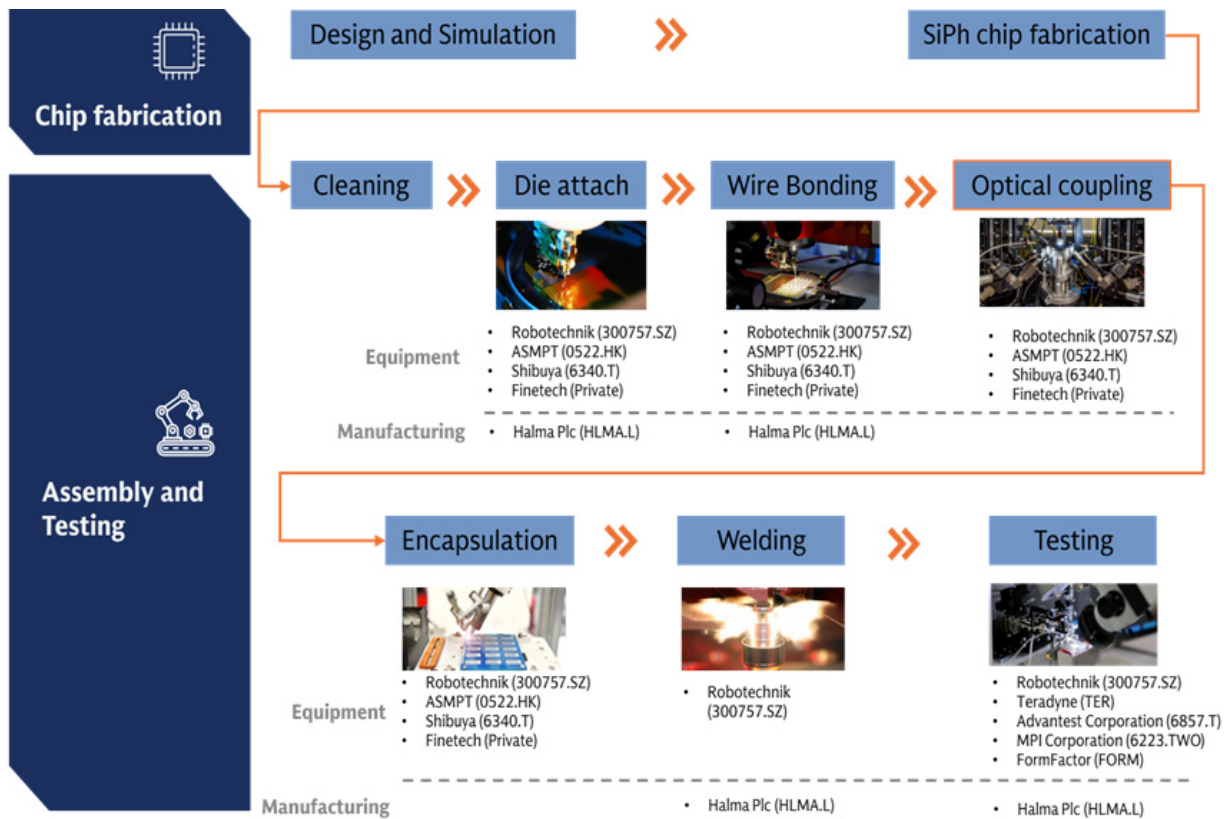 Design and Simulation
SiPh chip fabrication
Chip fabrication
Cleaning
Die attach
Wire Bonding
Optical coupling
Equipment
• Robotechnik (300757.SZ)
• ASMPT (0522.HK)
• Shibuya (6340.T)
• Finetech (Private)
• Robotechnik (300757.SZ)
• ASMPT (0522.HK)
• Shibuya (6340.T)
• Finetech (Private)
• Robotechnik (300757.SZ)
• ASMPT (0522.HK)
• Shibuya (6340.T)
• Finetech (Private)
Manufacturing
• Halma Plc (HLMA.L)
• Halma Plc (HLMA.L)
Assembly and
Testing
Encapsulation
Welding
Testing
Equipment
• Robotechnik (300757.SZ)
• ASMPT (0522.HK)
• Shibuya (6340.T)
• Finetech (Private)
• Robotechnik
(300757.SZ)
• Robotechnik (300757.SZ)
• Teradyne (TER)
• Advantest Corporation (6857.T)
• MPI Corporation (6223.TWO)
• FormFactor (FORM)
Manufacturing
• Halma Plc (HLMA.L)
• Halma Plc (HLMA.L)